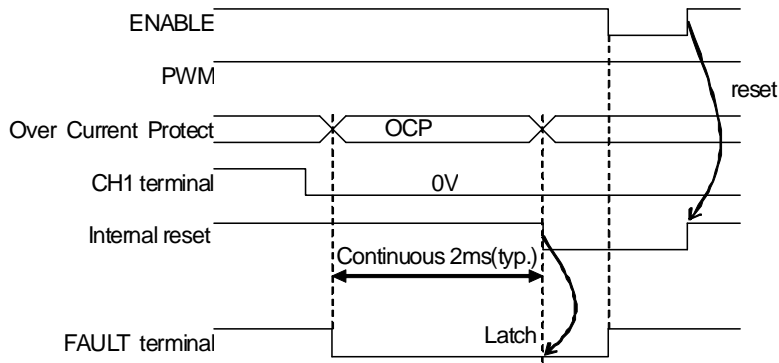 ENABLE
PWM
reset
Over Current Protect
OCP
CH1 terminal
0V
Internal reset
Continuous 2ms(typ.)
Latch
FAULT terminal